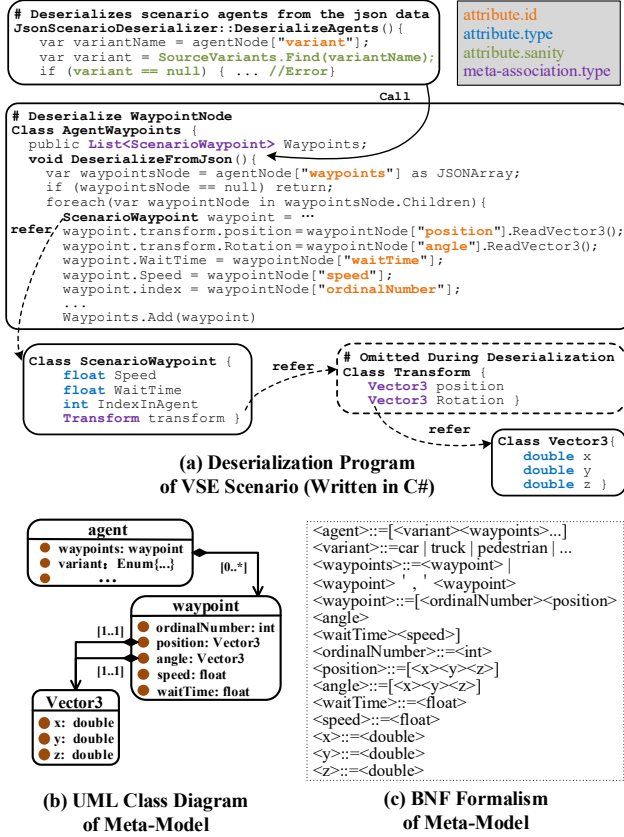 # Deserializes scenario agents from the json data
JsonScenarioDeserializer::DeserializeAgents(){
var variantName = agentNode["variant"];
var variant = SourceVariants.Find(variantName);
if (variant == null) { ... //Error}
attribute.id
attribute.type
attribute.sanity
meta-association.type
Call
# Deserialize WaypointNode
Class AgentWaypoints {
public List<ScenarioWaypoint> Waypoints;
void DeserializeFromJson(){
var waypointsNode = agentNode["waypoints"] as JSONArray;
if (waypointsNode == null) return;
foreach(var waypointNode in waypointsNode.Children){
ScenarioWaypoint waypoint = ⋯
refer
waypoint.transform.position=waypointNode["position"].ReadVector3();
waypoint.transform.Rotation=waypointNode["angle"].ReadVector3();
waypoint.WaitTime = waypointNode["waitTime"];
waypoint.Speed = waypointNode["speed"];
waypoint.index = waypointNode["ordinalNumber"];
...
Waypoints.Add(waypoint)
Class ScenarioWaypoint {
float Speed
float WaitTime
int IndexInAgent
Transform transform }
refer
# Omitted During Deserialization
Class Transform {
Vector3 position
Vector3 Rotation }
refer
Class Vector3{
double x
double y
double z }
(a) Deserialization Program
of VSE Scenario (Written in C#)
agent
waypoints: waypoint
variant: Enum{...}
...
[0..*]
waypoint
ordinalNumber: int
position: Vector3
angle: Vector3
speed: float
waitTime: float
[1..1]
[1..1]
Vector3
x: double
y: double
z: double
(b) UML Class Diagram
of Meta-Model
<agent>::=[<variant><waypoints>...]
<variant>::=car | truck | pedestrian | ...
<waypoints>::=<waypoint> |
<waypoint> ' , ' <waypoint>
<waypoint>::=[<ordinalNumber><position>
<angle>
<waitTime><speed>]
<ordinalNumber>::=<int>
<position>::=[<x><y><z>]
<angle>::=[<x><y><z>]
<waitTime>::=<float>
<speed>::=<float>
<x>::=<double>
<y>::=<double>
<z>::=<double>
(c) BNF Formalism
of Meta-Model